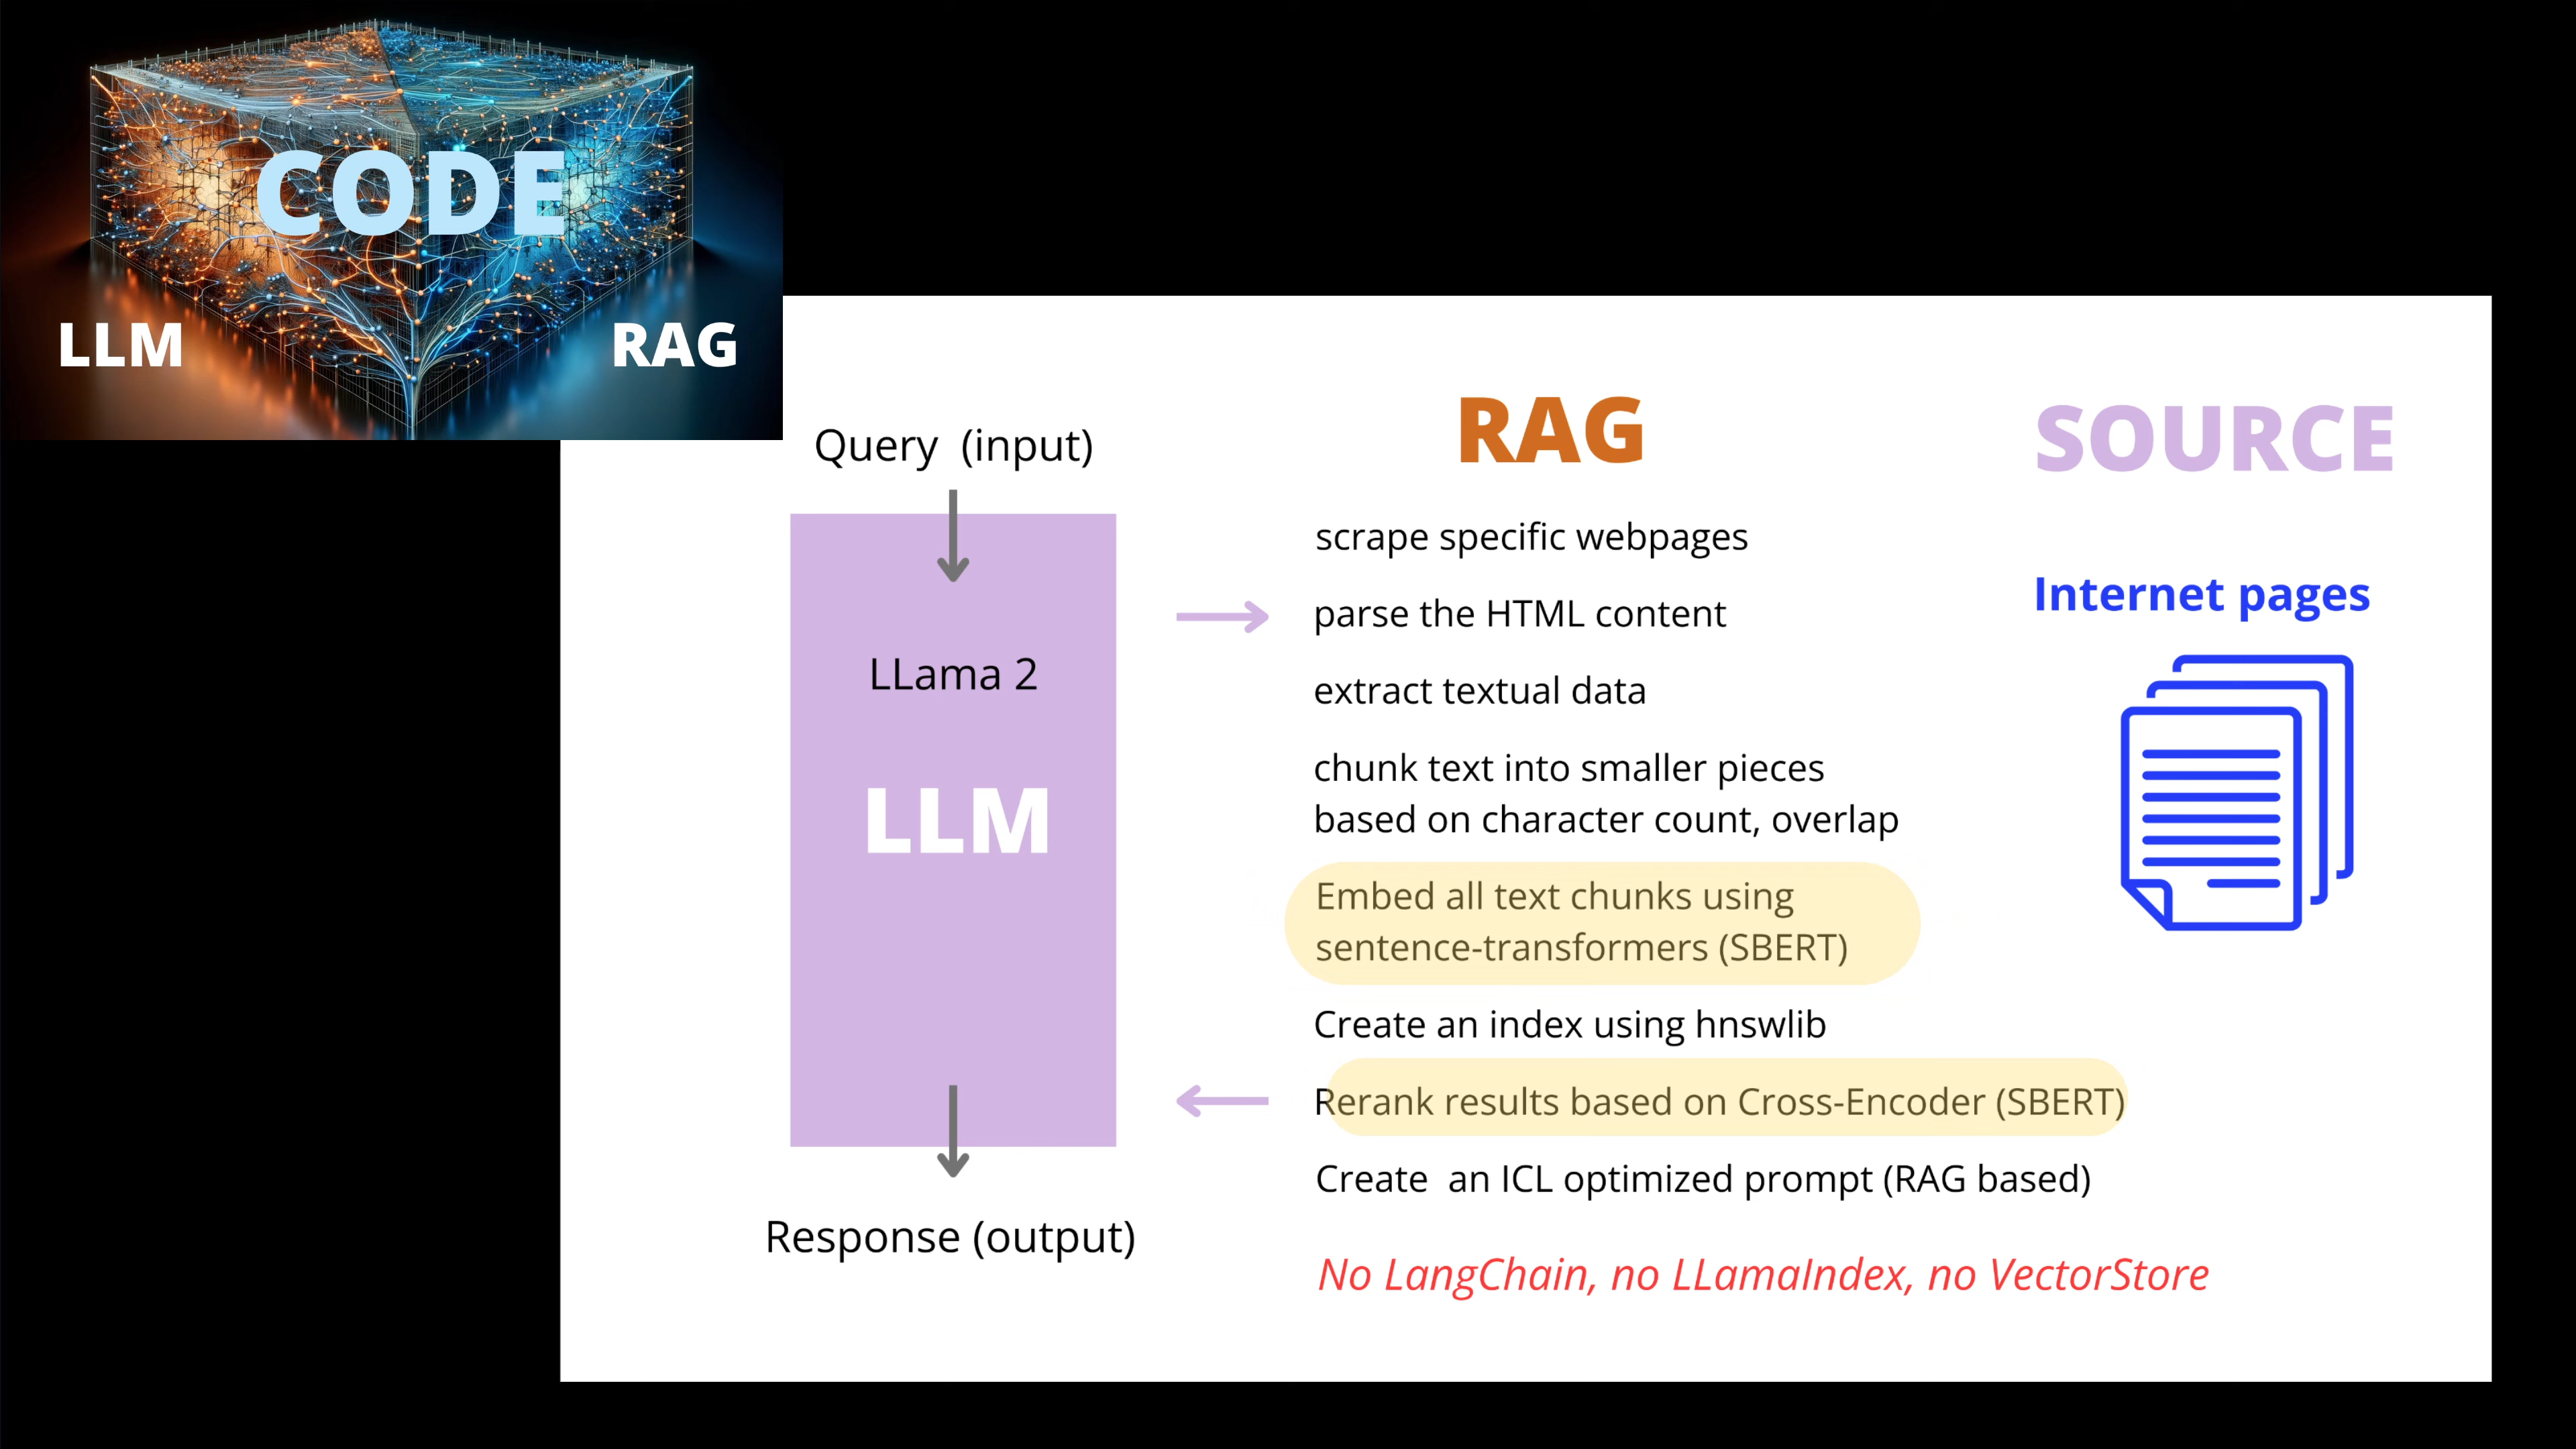 CODE
LLM
RAG
Query (input)
LLama 2
LLM
Response (output)
RAG
scrape specific webpages
parse the HTML content
extract textual data
chunk text into smaller pieces
based on character count, overlap
Embed all text chunks using
sentence-transformers (SBERT)
Create an index using hnswlib
Rerank results based on Cross-Encoder (SBERT)
Create an ICL optimized prompt (RAG based)
No LangChain, no LLamaIndex, no VectorStore
SOURCE
Internet pages